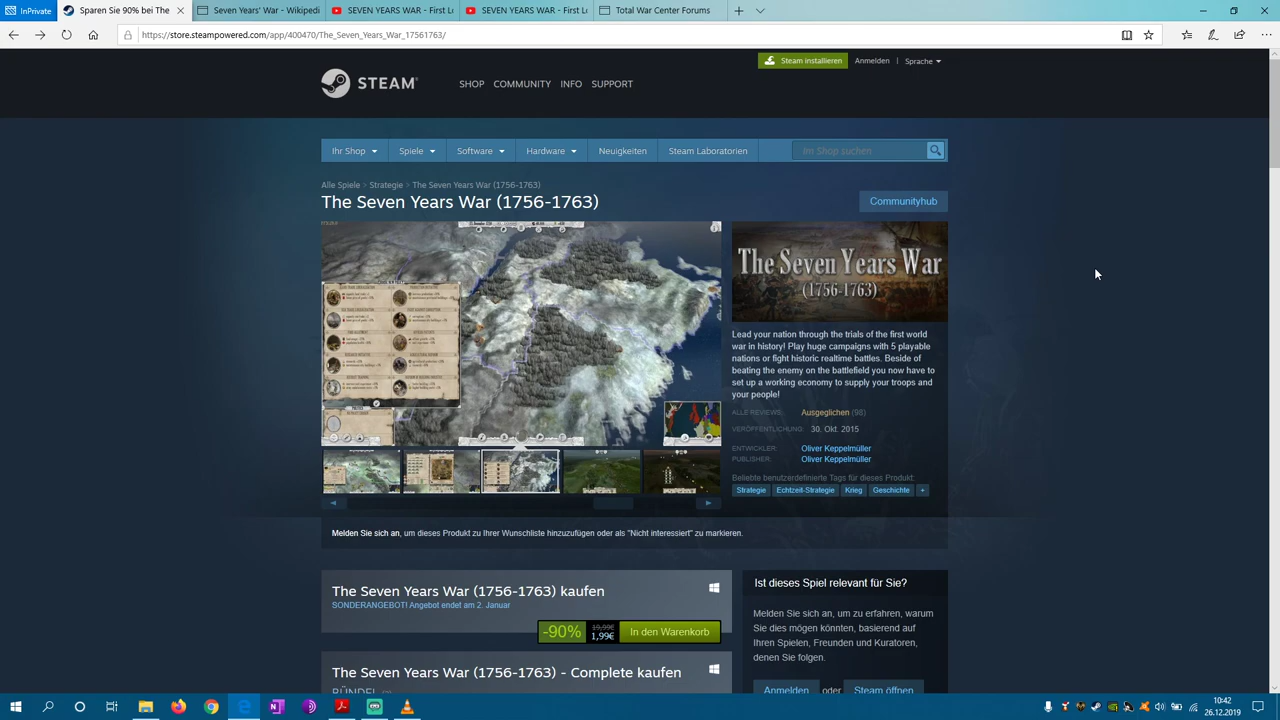 InPrivate
Sparen Sie 90% bei The
Seven Years' War - Wikipedi
Seven Years WAR - First Lo
Seven Years WAR - First Lo
Total War Center Forums
https://store.steampowered.com/app/400470/The_Seven_Years_War_17561763/
Steam installieren
Anmelden | Sprache
STEAM
SHOP COMMUNITY INFO SUPPORT
Ihr Shop Spiele Software Hardware Neuigkeiten Steam Laboratorien
Im Shop suchen
Alle Spiele > Strategie > The Seven Years War (1756-1763)
The Seven Years War (1756-1763)
Communityhub
The Seven Years War
(1756-1763)
Lead your nation through the trials of the first world
war in history! Play huge campaigns with 5 playable
nations or fight historic realtime battles. Beside of
beating the enemy on the battlefield you now have to
set up a working economy to supply your troops and
your people!
ALLE REVIEWS: Ausgeglichen (98)
VERÖFFENTLICHUNG: 30. Okt. 2015
ENTWICKLER: Oliver Keppelmüller
PUBLISHER: Oliver Keppelmüller
Beliebte benutzerdefinierte Tags für dieses Produkt:
Strategie Echtzeit-Strategie Krieg Geschichte +
Melden Sie sich an, um dieses Produkt zu Ihrer Wunschliste hinzuzufügen oder als "Nicht interessiert" zu markieren.
The Seven Years War (1756-1763) kaufen
SONDERANGEBOT! Angebot endet am 2. Januar
-90% 19,99€ 1,99€ In den Warenkorb
The Seven Years War (1756-1763) - Complete kaufen
BÜNDEL (?)
Ist dieses Spiel relevant für Sie?
Melden Sie sich an, um zu erfahren, warum
Sie dies mögen könnten, basierend auf
Ihren Spielen, Freunden und Kuratoren,
denen Sie folgen.
Anmelden oder Steam öffnen
10:42
26.12.2019